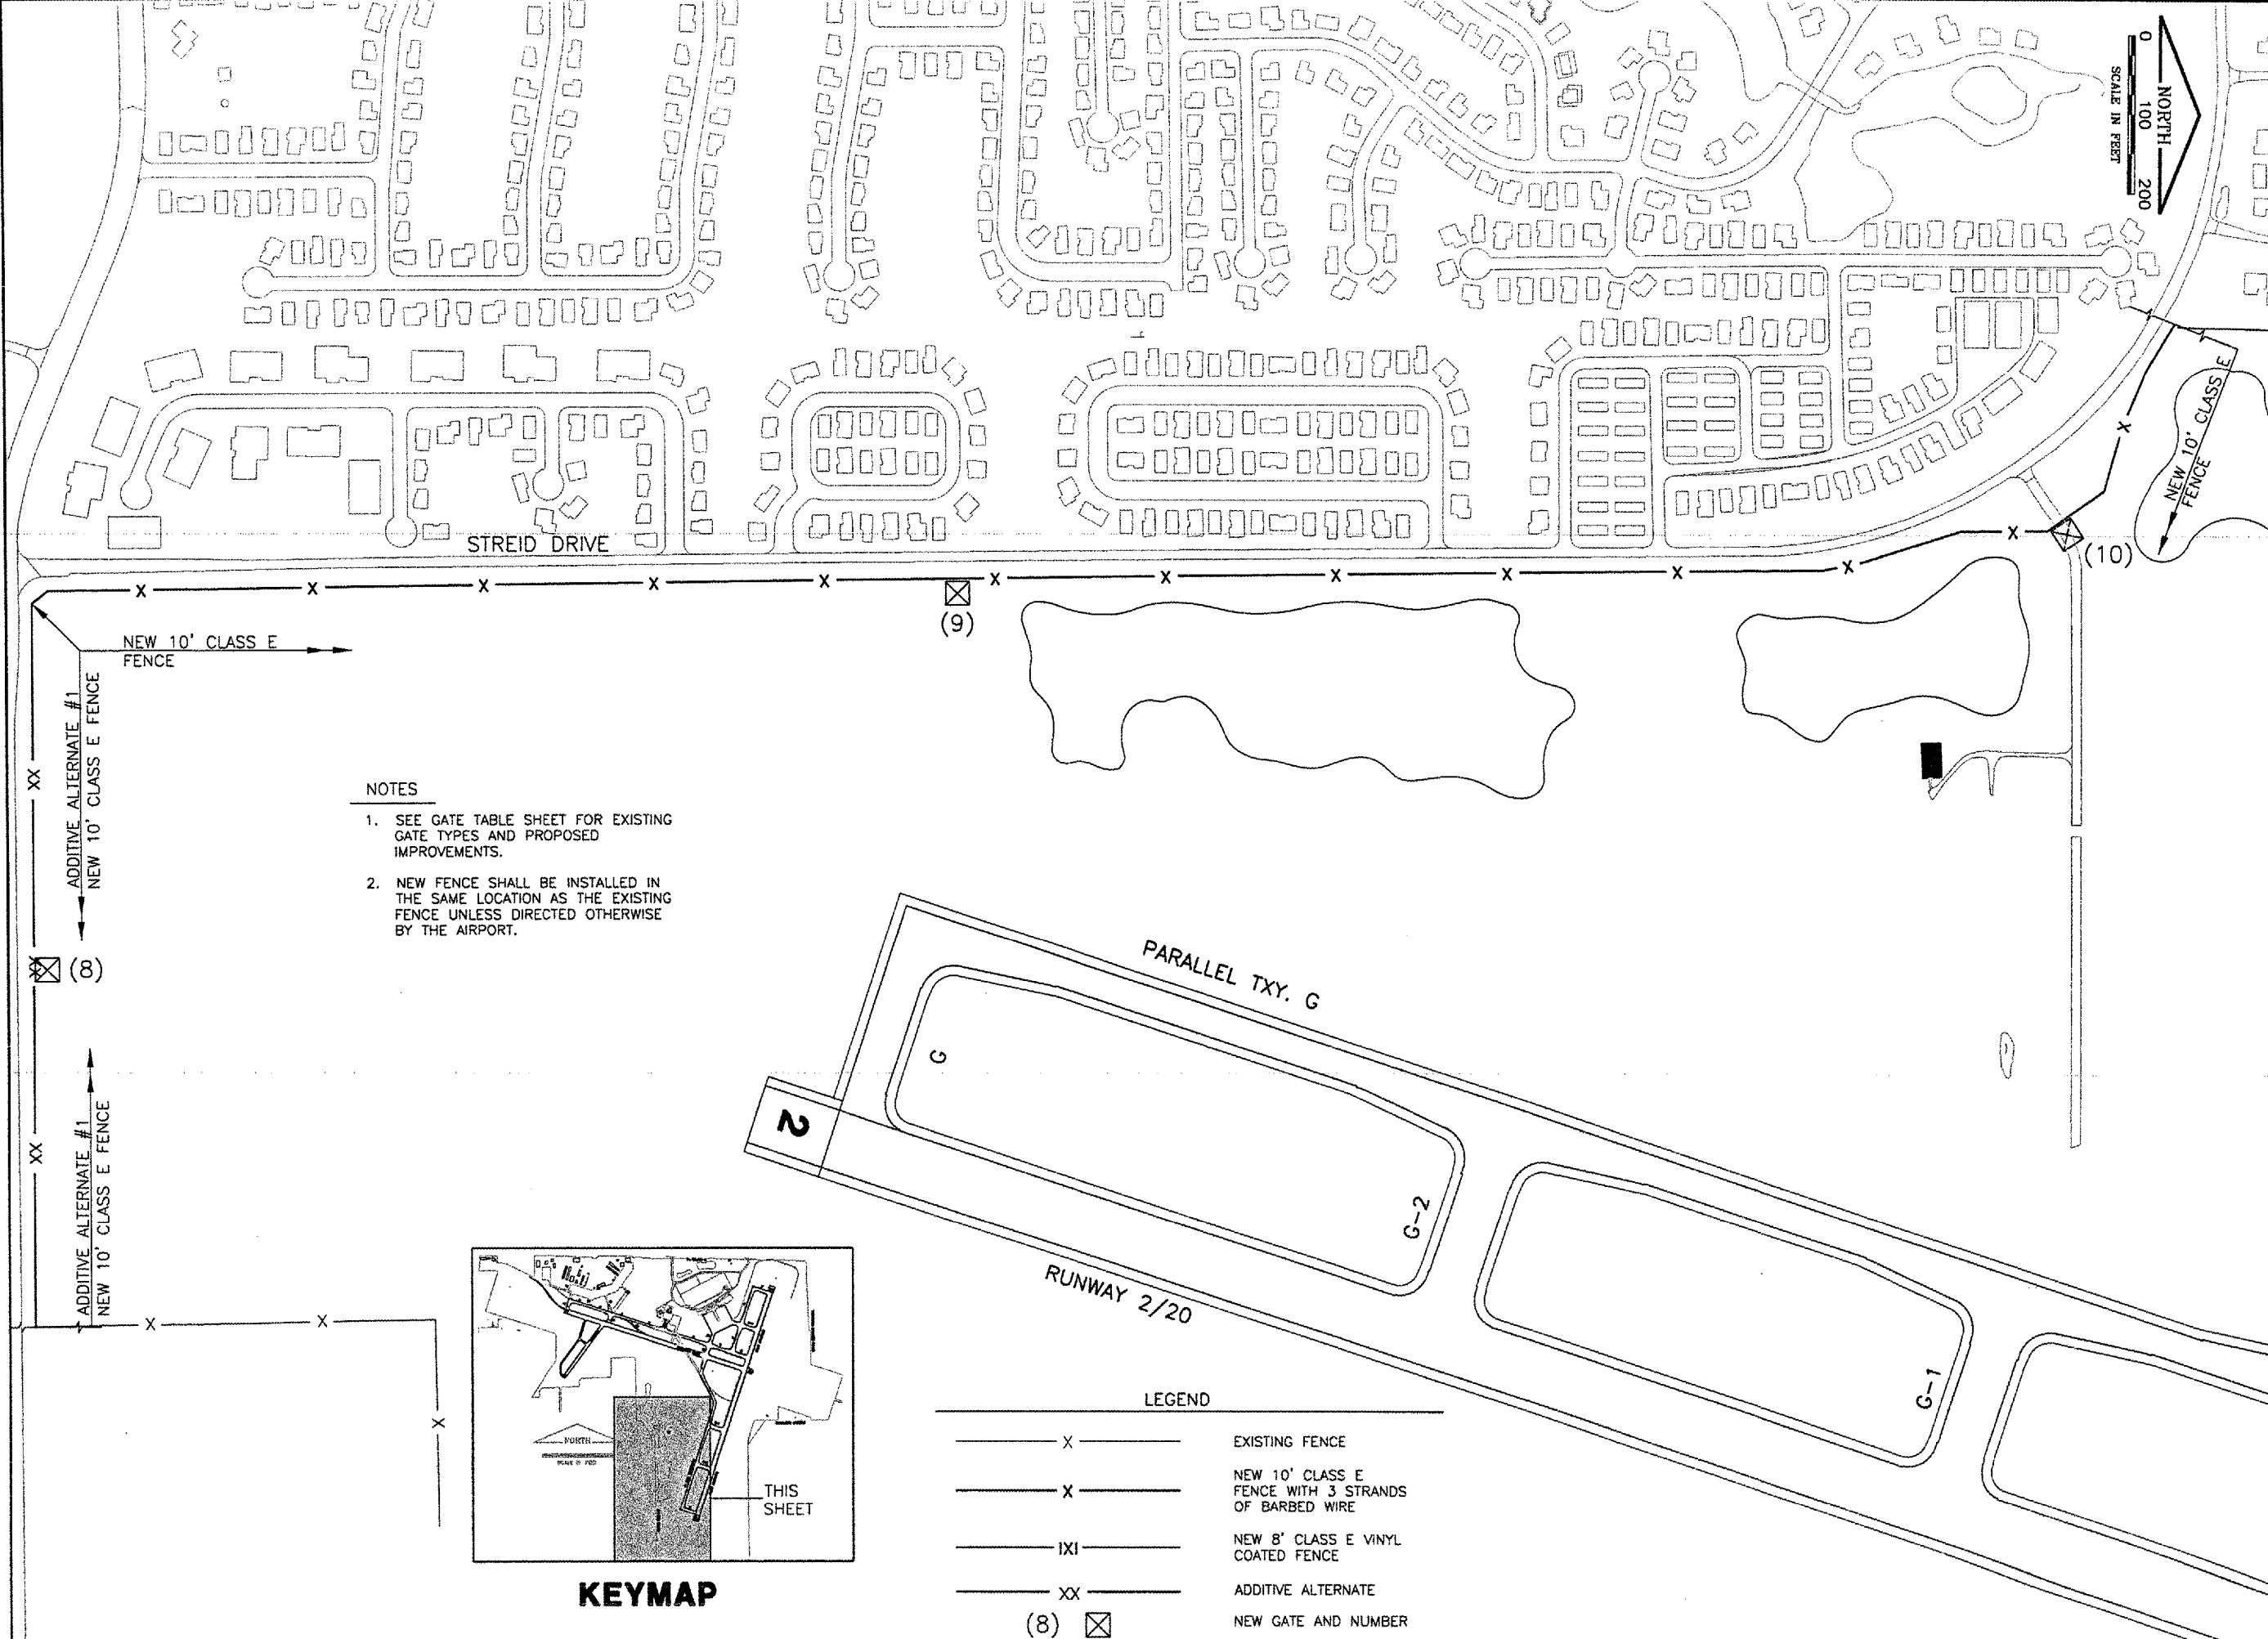 NORTH
0 100 200
SCALE IN FEET
NEW 10' CLASS E
FENCE
STREID DRIVE
(10)
(9)
NEW 10' CLASS E
FENCE
ADDITIVE ALTERNATE #1
NEW 10' CLASS E FENCE
NOTES
1. SEE GATE TABLE SHEET FOR EXISTING
GATE TYPES AND PROPOSED
IMPROVEMENTS.
2. NEW FENCE SHALL BE INSTALLED IN
THE SAME LOCATION AS THE EXISTING
FENCE UNLESS DIRECTED OTHERWISE
BY THE AIRPORT.
(8)
PARALLEL TXY. G
G
2
G-2
RUNWAY 2/20
G-1
ADDITIVE ALTERNATE #1
NEW 10' CLASS E FENCE
NORTH
THIS
SHEET
KEYMAP
LEGEND
X EXISTING FENCE
X NEW 10' CLASS E
FENCE WITH 3 STRANDS
OF BARBED WIRE
IXI NEW 8' CLASS E VINYL
COATED FENCE
XX ADDITIVE ALTERNATE
(8) NEW GATE AND NUMBER